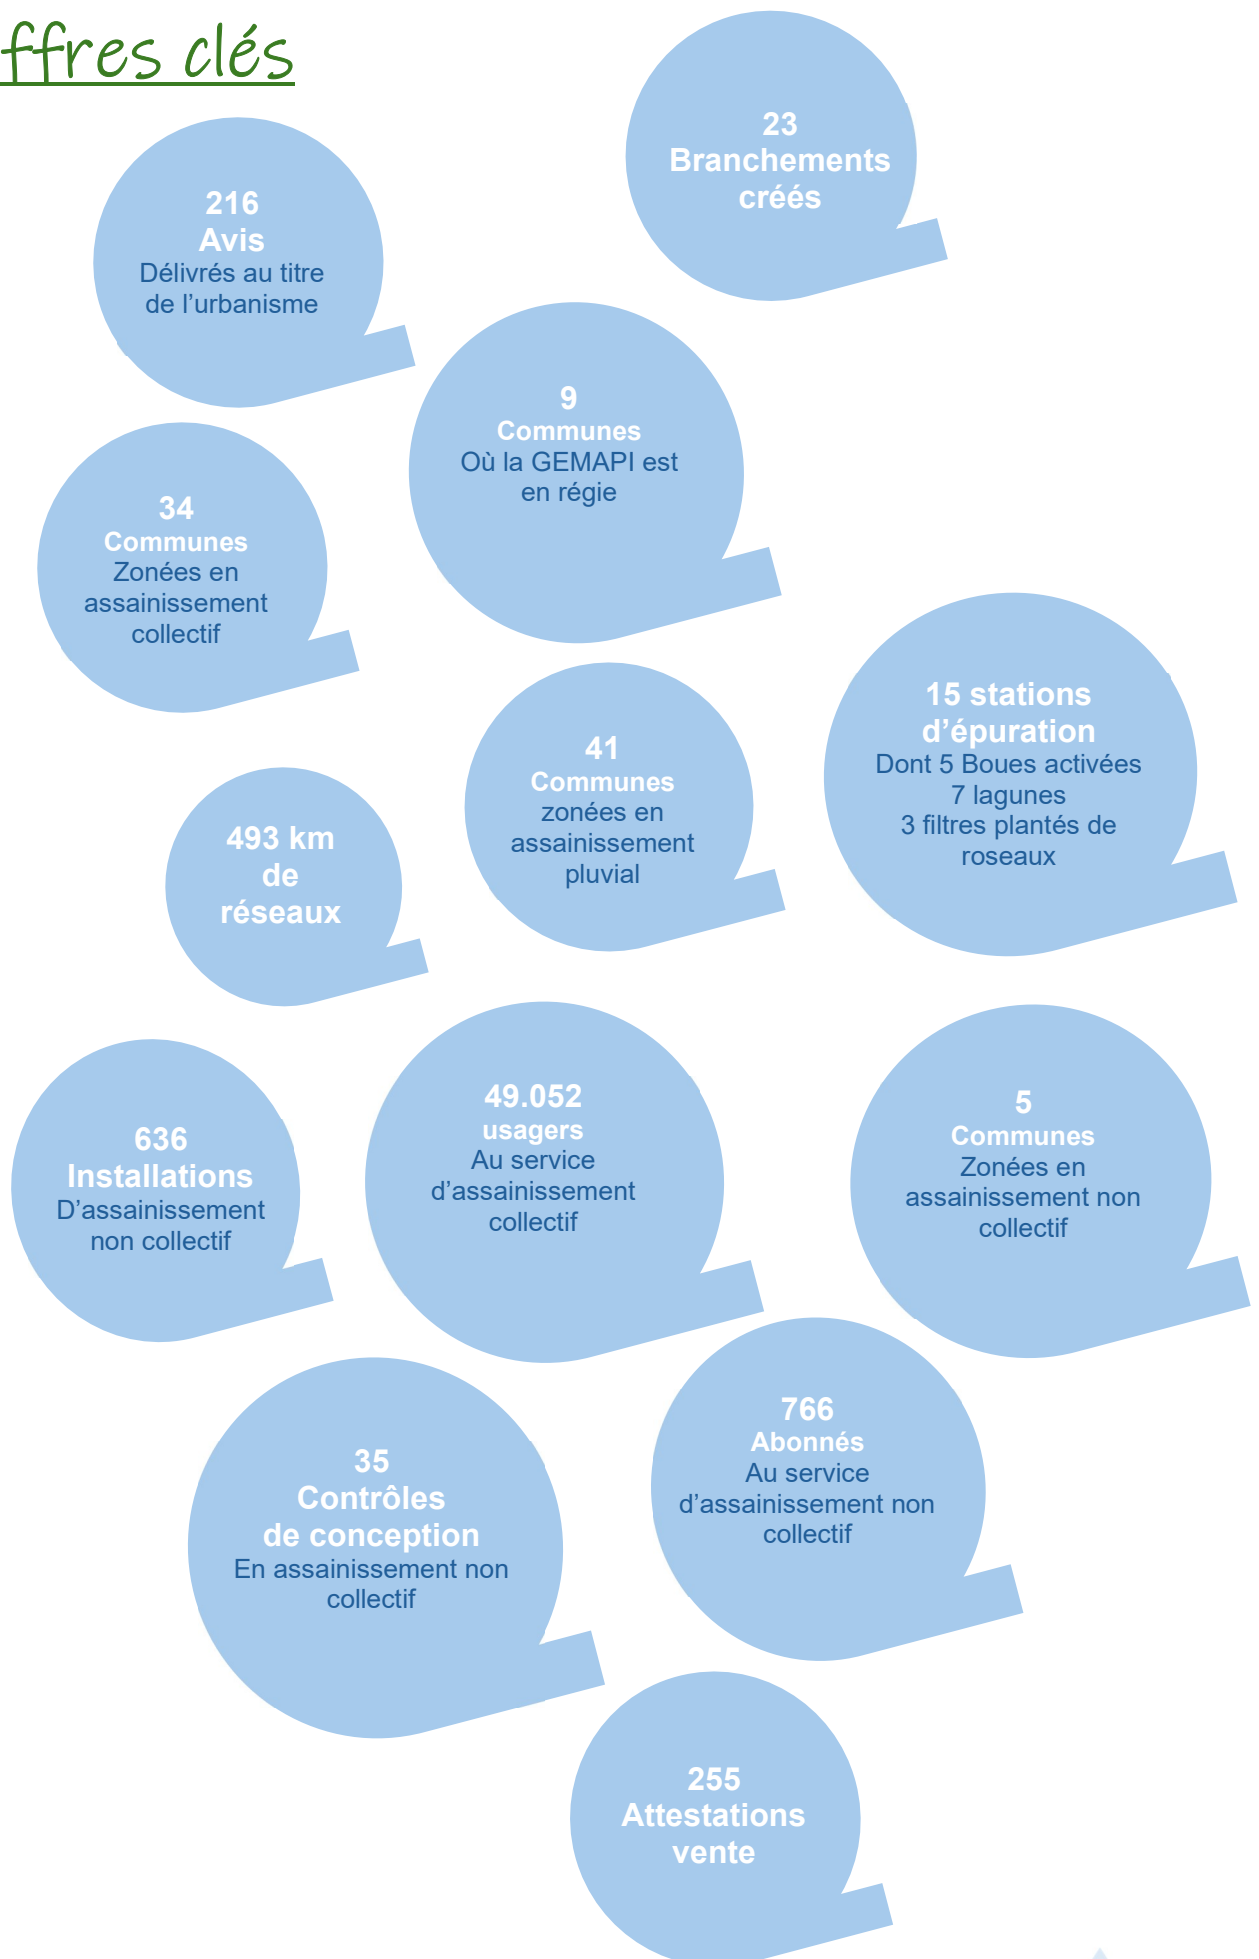 ffres clés
23
Branchements
créés
216
Avis
Délivrés au titre
de l’urbanisme
9
Communes
Où la GEMAPI est
en régie
34
Communes
Zonées en
assainissement
collectif
15 stations
d’épuration
Dont 5 Boues activées
7 lagunes
3 filtres plantés de
roseaux
41
Communes
zonées en
assainissement
pluvial
493 km
de
réseaux
49.052
usagers
Au service
d’assainissement
collectif
5
Communes
Zonées en
assainissement non
collectif
636
Installations
D’assainissement
non collectif
766
Abonnés
Au service
d’assainissement non
collectif
35
Contrôles
de conception
En assainissement non
collectif
255
Attestations
vente